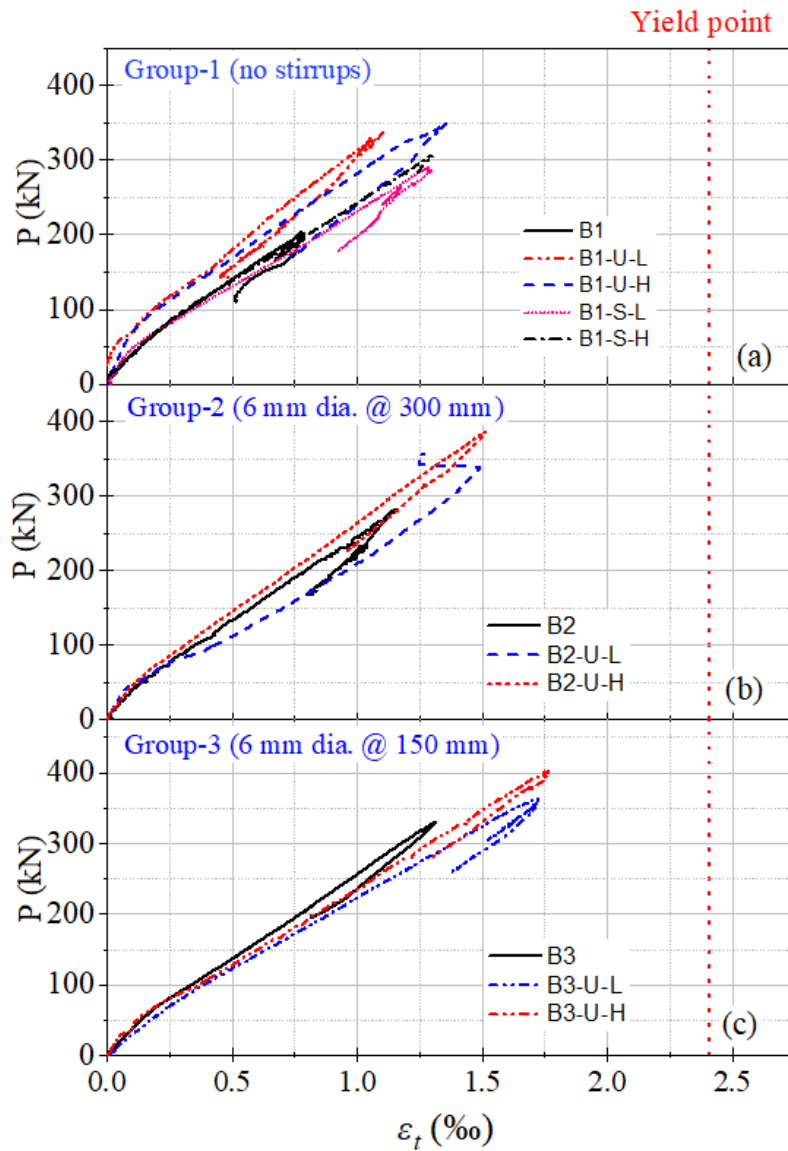 Yield point
Group-1 (no stirrups)
400
300
200
100
0
P (kN)
B1
B1-U-L
B1-U-H
B1-S-L
B1-S-H
(a)
Group-2 (6 mm dia. @ 300 mm)
400
300
200
100
0
P (kN)
B2
B2-U-L
B2-U-H
(b)
Group-3 (6 mm dia. @ 150 mm)
400
300
200
100
0
P (kN)
B3
B3-U-L
B3-U-H
(c)
0.0 0.5 1.0 1.5 2.0 2.5
εt (‰)